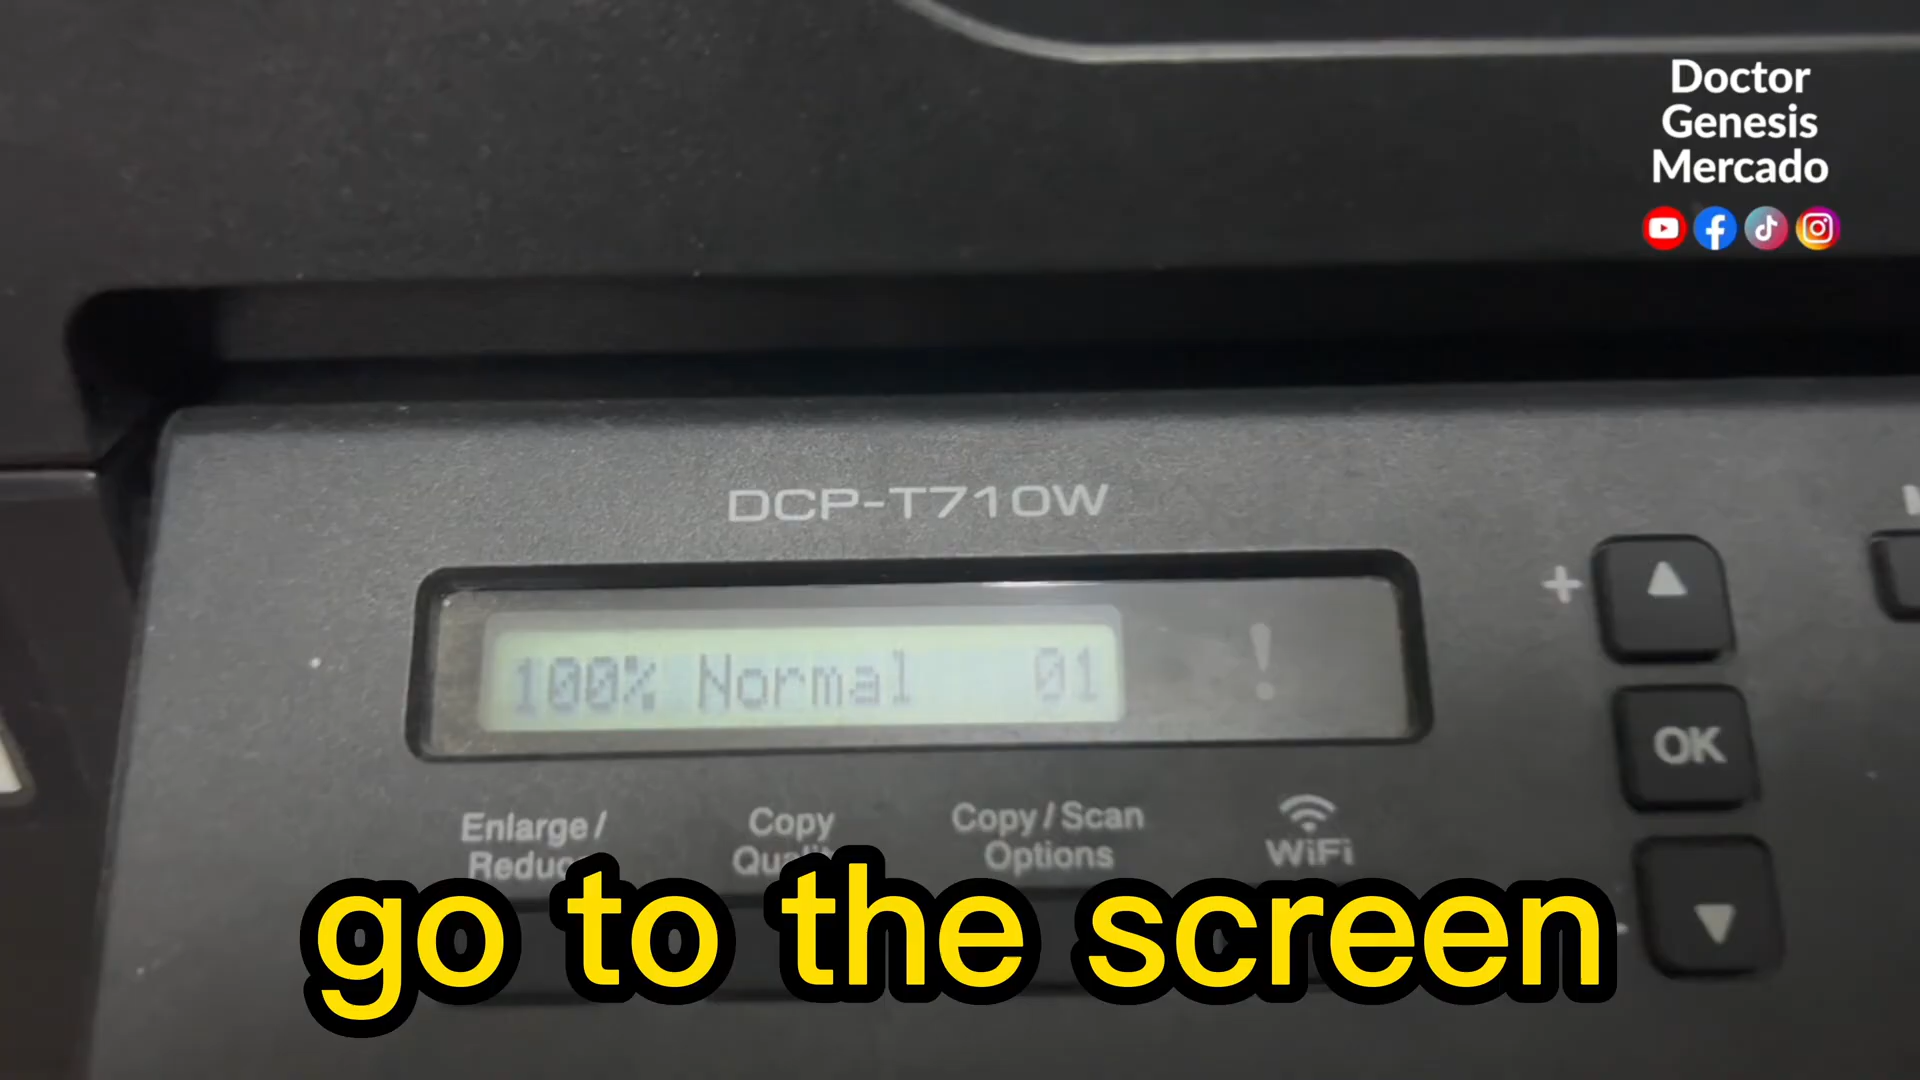 Doctor
Genesis
Mercado
DCP-T710W
100% Normal 01
!
+
OK
Enlarge /
Reduc
Copy
Quality
Copy / Scan
Options
WiFi
go to the screen